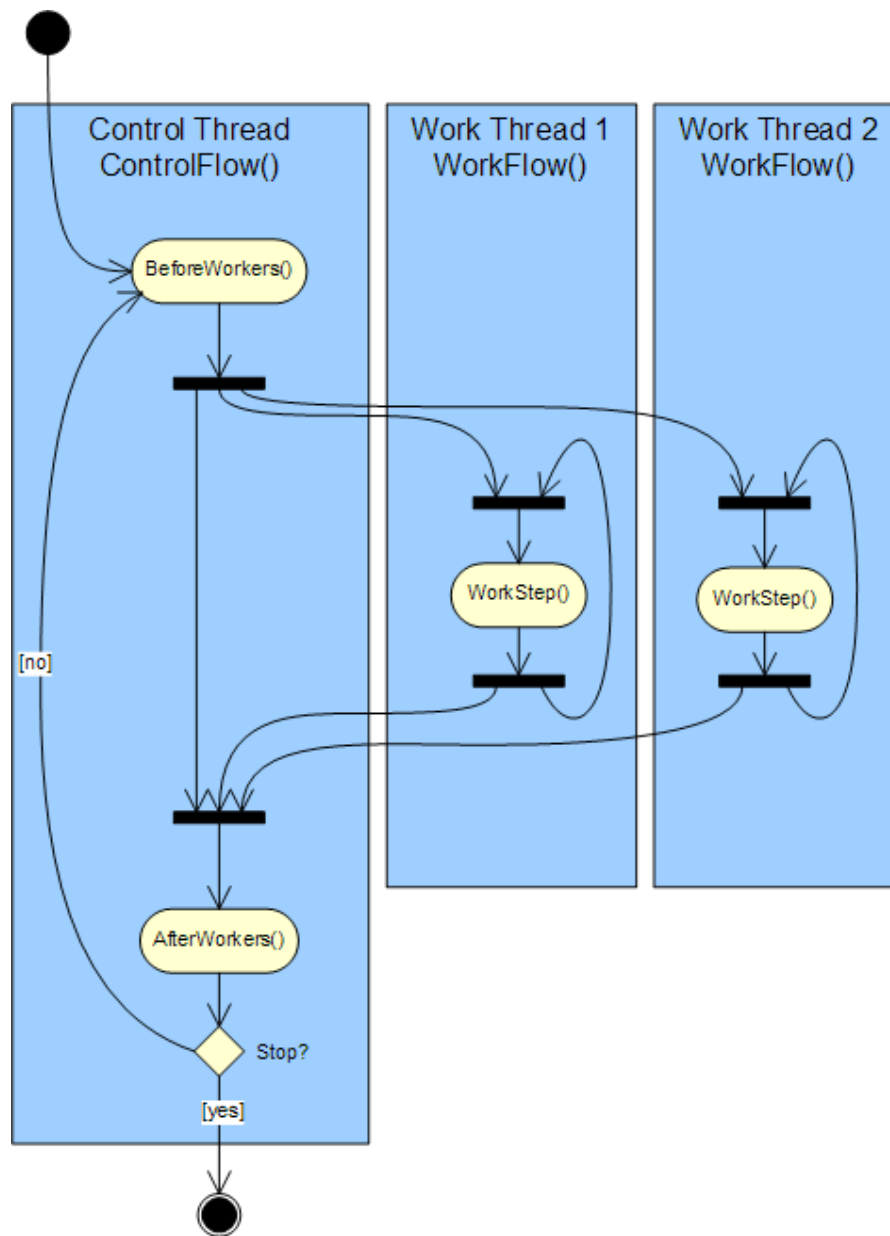 Control Thread
ControlFlow()
Work Thread 1
WorkFlow()
Work Thread 2
WorkFlow()
BeforeWorkers()
WorkStep()
WorkStep()
[no]
AfterWorkers()
Stop?
[yes]